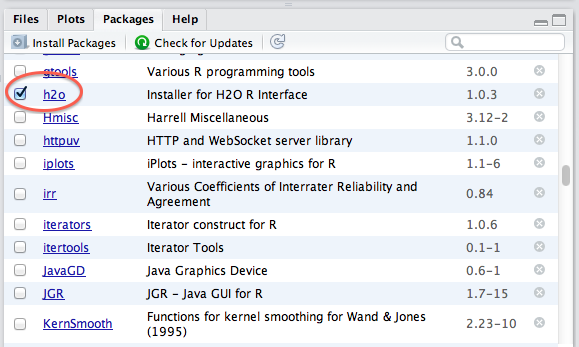 Files Plots Packages Help
Install Packages Check for Updates
gtools Various R programming tools 3.0.0
h2o Installer for H2O R Interface 1.0.3
Hmisc Harrell Miscellaneous 3.12-2
httpuv HTTP and WebSocket server library 1.1.0
iplots iPlots - interactive graphics for R 1.1-6
irr Various Coefficients of Interrater Reliability and Agreement 0.84
iterators Iterator construct for R 1.0.6
itertools Iterator Tools 0.1-1
JavaGD Java Graphics Device 0.6-1
JGR JGR - Java GUI for R 1.7-15
KernSmooth Functions for kernel smoothing for Wand & Jones (1995) 2.23-10